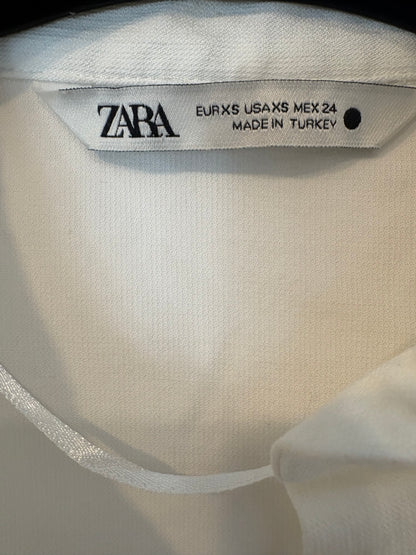 ZARA
EUR XS USA XS MEX 24
MADE IN TURKEY